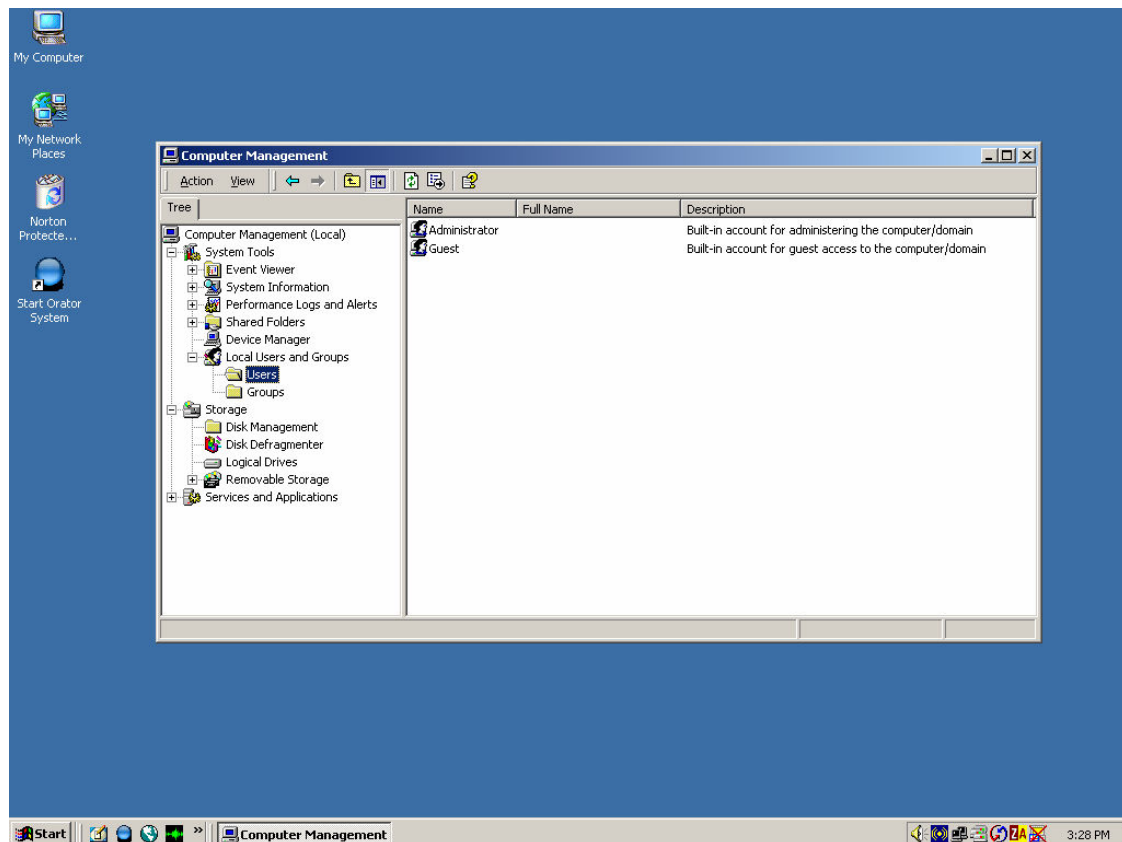 My Computer
My Network
Places
Norton
Protecte...
Start Orator
System
Computer Management
Action View
Tree
Name Full Name Description
Computer Management (Local)
System Tools
Event Viewer
System Information
Performance Logs and Alerts
Shared Folders
Device Manager
Local Users and Groups
Users
Groups
Storage
Disk Management
Disk Defragmenter
Logical Drives
Removable Storage
Services and Applications
Administrator Built-in account for administering the computer/domain
Guest Built-in account for guest access to the computer/domain
Start » Computer Management ZA 3:28 PM